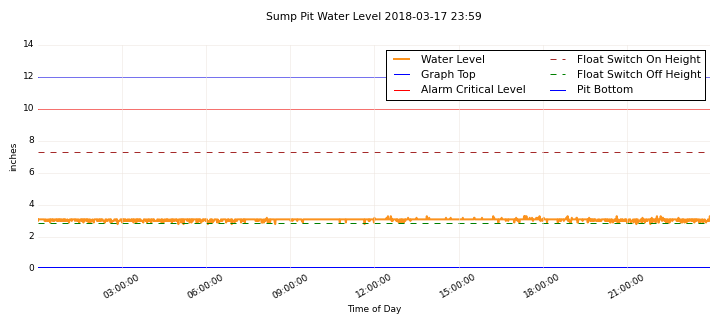 Sump Pit Water Level 2018-03-17 23:59
14
12
10
8
6
4
2
0
inches
Water Level
Graph Top
Alarm Critical Level
Float Switch On Height
Float Switch Off Height
Pit Bottom
03:00:00
06:00:00
09:00:00
12:00:00
15:00:00
18:00:00
21:00:00
Time of Day